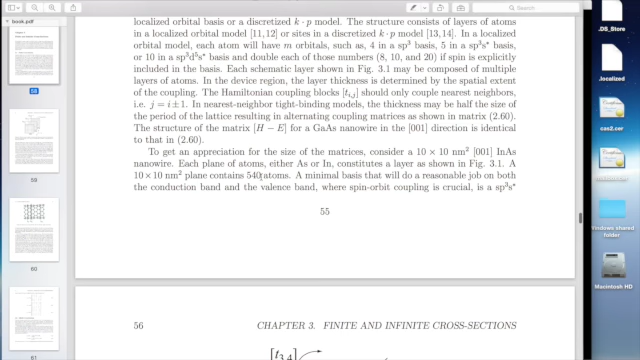 book.pdf
58
59
60
61
localized orbital basis or a discretized k · p model. The structure consists of layers of atoms
in a localized orbital model [11,12] or sites in a discretized k · p model [13,14]. In a localized
orbital model, each atom will have m orbitals, such as, 4 in a sp³ basis, 5 in a sp³s* basis,
or 10 in a sp³d⁵s* basis and double each of those numbers (8, 10, and 20) if spin is explicitly
included in the basis. Each schematic layer shown in Fig. 3.1 may be composed of multiple
layers of atoms. In the device region, the layer thickness is determined by the spatial extent
of the coupling. The Hamiltonian coupling blocks [tᵢ,ⱼ] should only couple nearest neighbors,
i.e. j = i ± 1. In nearest-neighbor tight-binding models, the thickness may be half the size of
the period of the lattice resulting in alternating coupling matrices as shown in matrix (2.60).
The structure of the matrix [H − E] for a GaAs nanowire in the [001] direction is identical
to that in (2.60).
To get an appreciation for the size of the matrices, consider a 10 × 10 nm² [001] InAs
nanowire. Each plane of atoms, either As or In, constitutes a layer as shown in Fig. 3.1. A
10 × 10 nm² plane contains 540 atoms. A minimal basis that will do a reasonable job on both
the conduction band and the valence band, where spin-orbit coupling is crucial, is a sp³s*
55
56 CHAPTER 3. FINITE AND INFINITE CROSS-SECTIONS
[t₃,₄]
.DS_Store
.localized
cas2.cer
Windows shared
folder
Macintosh HD